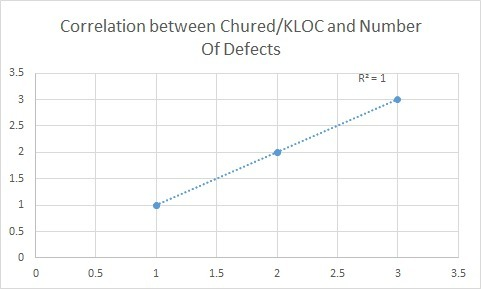 Correlation between Chured/KLOC and Number
Of Defects
R² = 1
3.5
3
2.5
2
1.5
1
0.5
0
0 0.5 1 1.5 2 2.5 3 3.5